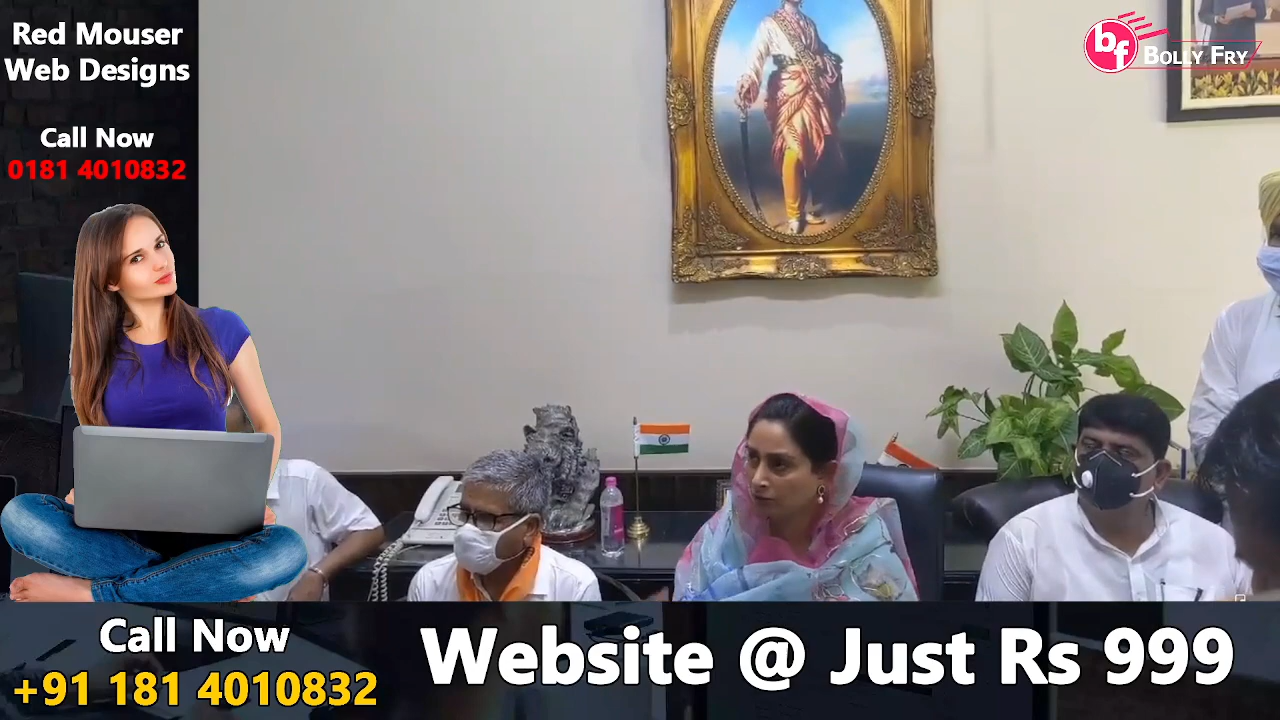 Red Mouser
Web Designs
Call Now
0181 4010832
bf BOLLY FRY
Call Now
+91 181 4010832
Website @ Just Rs 999